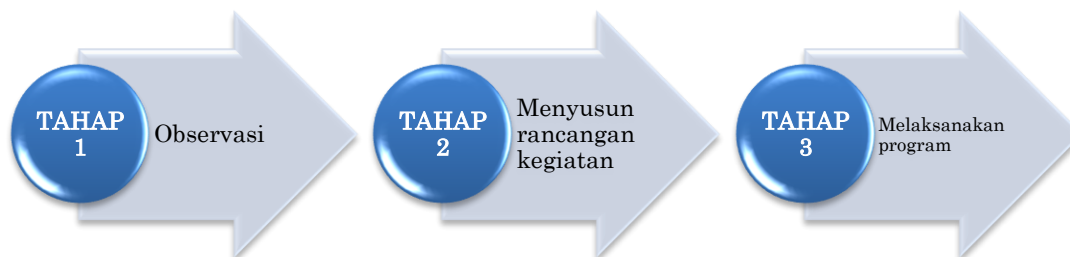 TAHAP
1
Observasi
TAHAP
2
Menyusun
rancangan
kegiatan
TAHAP
3
Melaksanakan
program